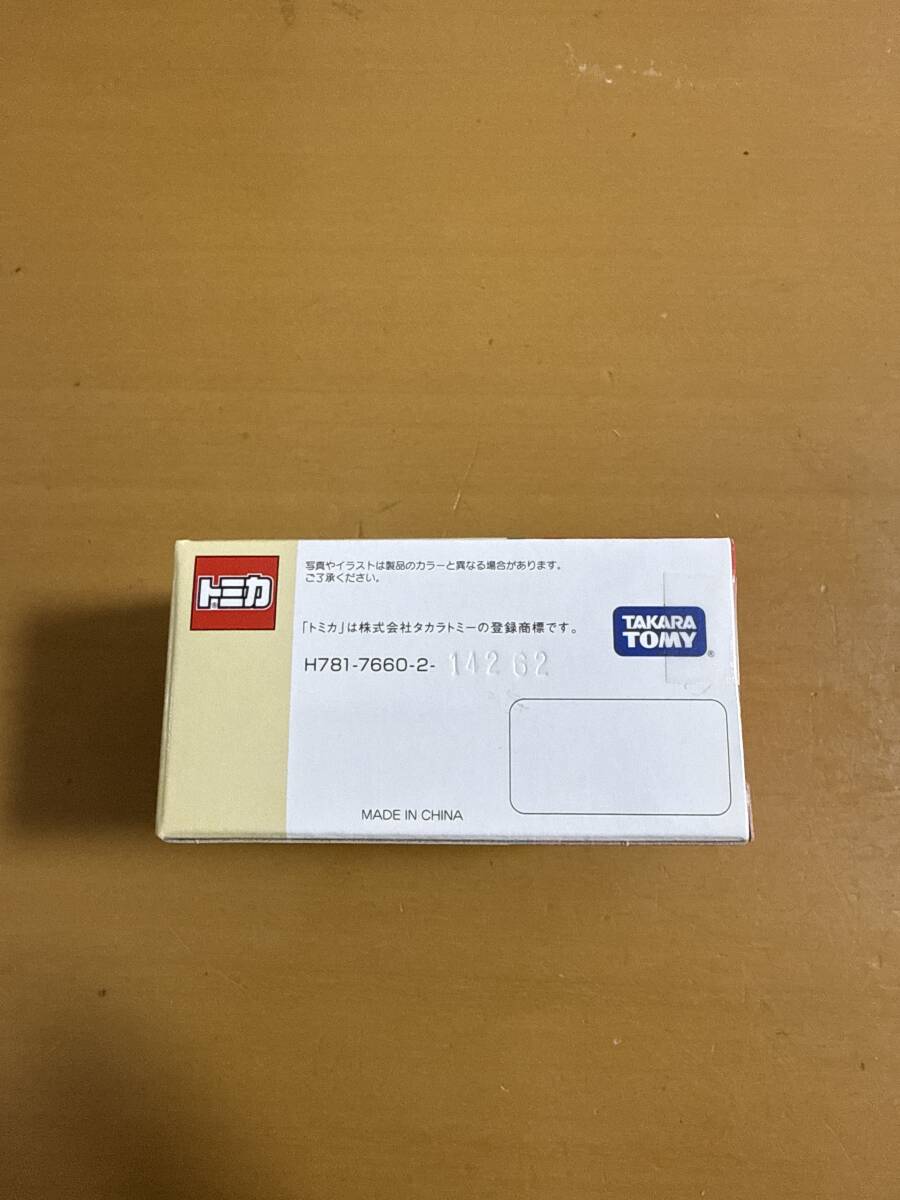 トミカ
®
写真やイラストは製品のカラーと異なる場合があります。
ご了承ください。
「トミカ」は株式会社タカラトミーの登録商標です。
TAKARA
TOMY®
H781-7660-2- 14262
MADE IN CHINA